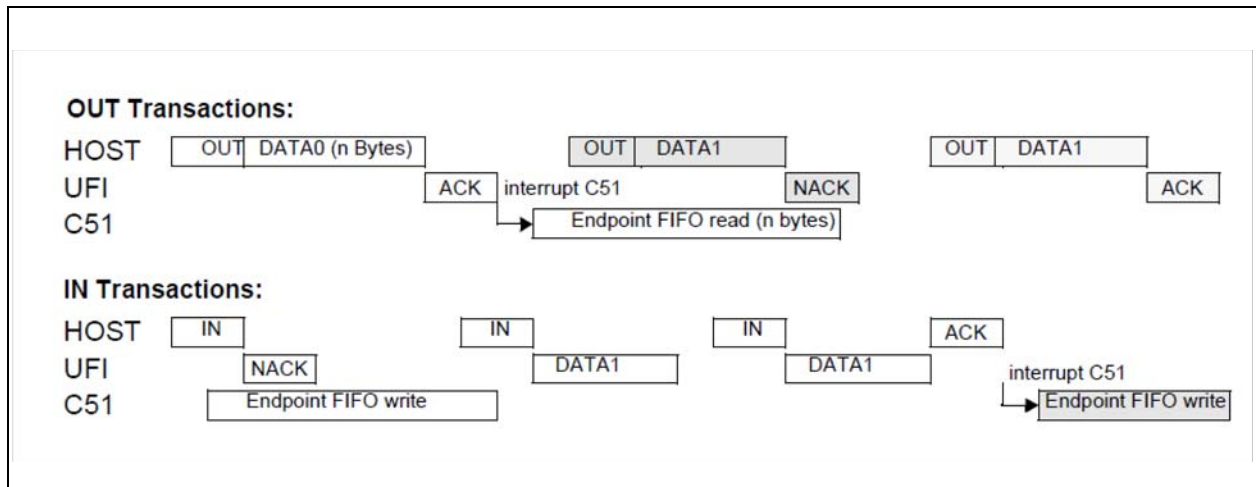 OUT Transactions:
HOST OUT DATA0 (n Bytes) OUT DATA1 OUT DATA1
UFI ACK interrupt C51 NACK ACK
C51 Endpoint FIFO read (n bytes)
IN Transactions:
HOST IN IN IN ACK
UFI NACK DATA1 DATA1 interrupt C51
C51 Endpoint FIFO write Endpoint FIFO write